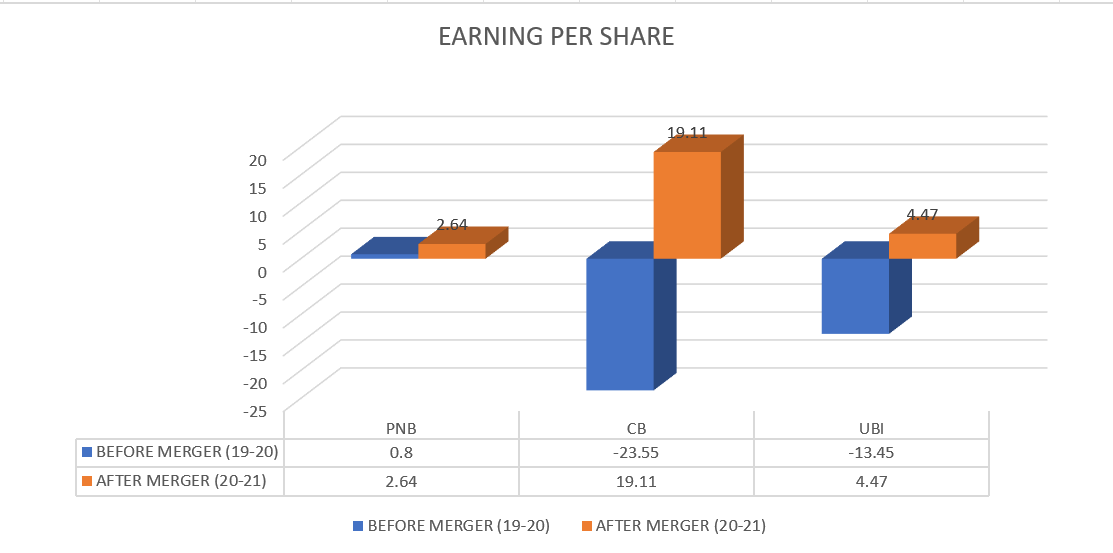 EARNING PER SHARE
19.11
2.64
4.47
20
15
10
5
0
-5
-10
-15
-20
-25
PNB CB UBI
BEFORE MERGER (19-20) 0.8 -23.55 -13.45
AFTER MERGER (20-21) 2.64 19.11 4.47
BEFORE MERGER (19-20) AFTER MERGER (20-21)